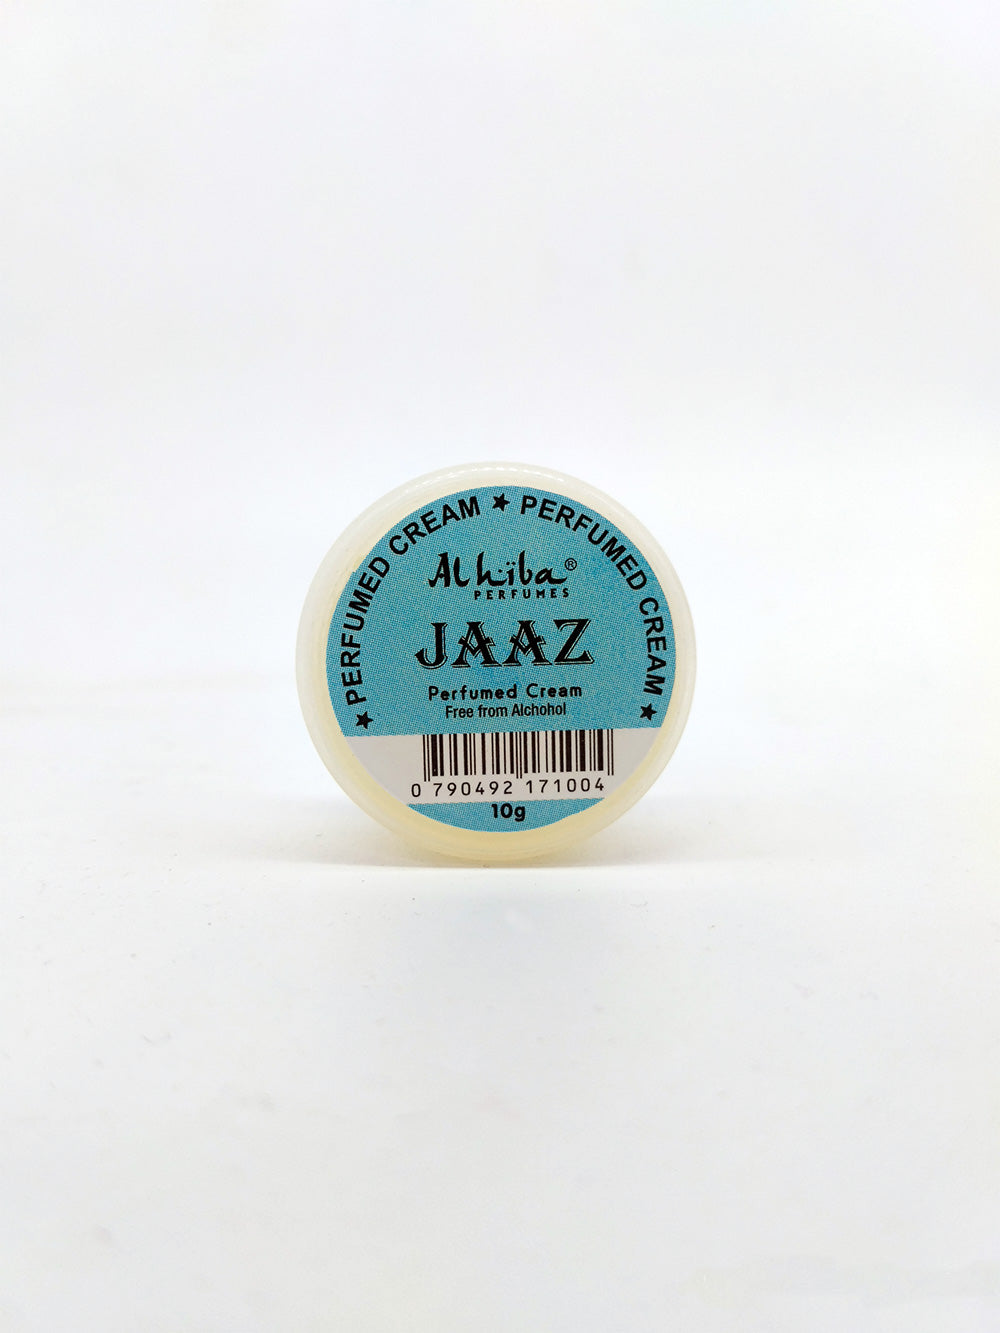 PERFUMED CREAM ★ PERFUMED CREAM
Alhiba®
PERFUMES
JAAZ
Perfumed Cream
Free from Alchohol
0 790492 171004
10g